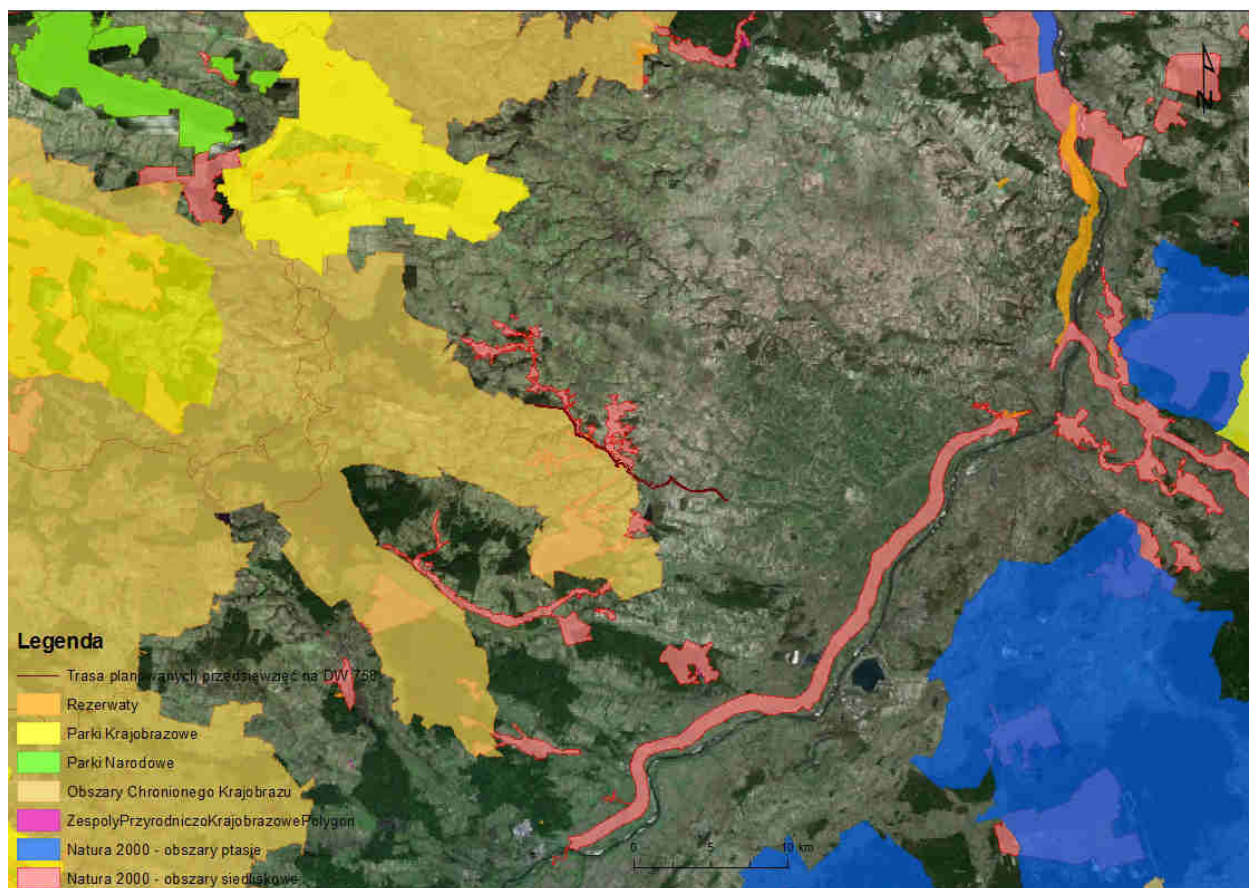 N
Legenda
Trasa planowanych przedsiewzięć na DW 758
Rezerwaty
Parki Krajobrazowe
Parki Narodowe
Obszary Chronionego Krajobrazu
ZespolyPrzyrodniczoKrajobrazowePolygon
Natura 2000 - obszary ptasie
Natura 2000 - obszary siedliskowe
0 5 10 km